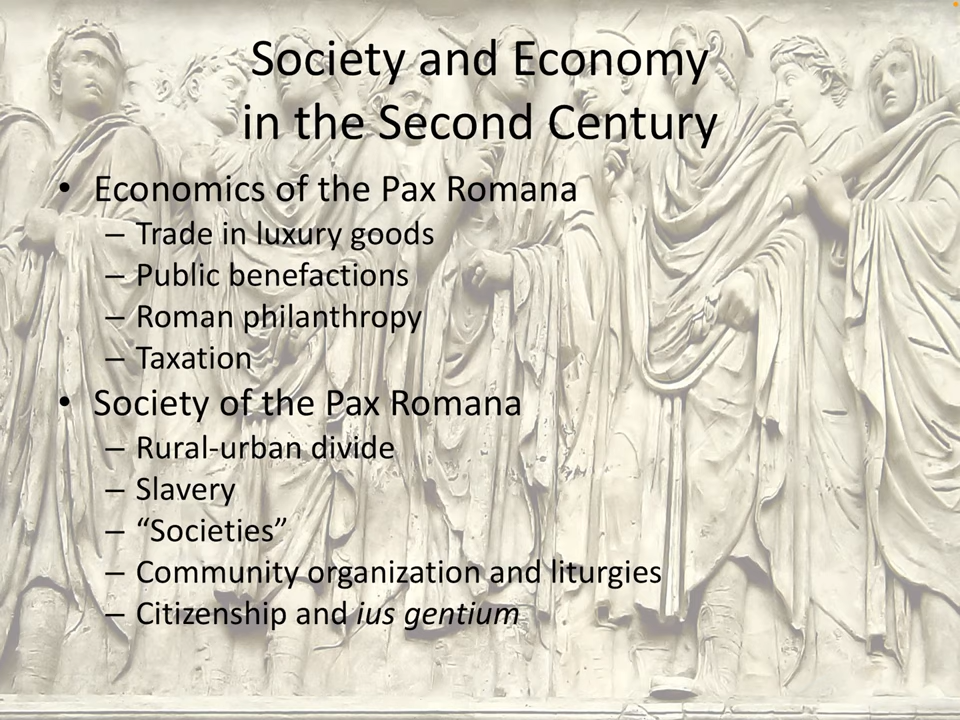 Society and Economy
in the Second Century
• Economics of the Pax Romana
– Trade in luxury goods
– Public benefactions
– Roman philanthropy
– Taxation
• Society of the Pax Romana
– Rural-urban divide
– Slavery
– “Societies”
– Community organization and liturgies
– Citizenship and ius gentium